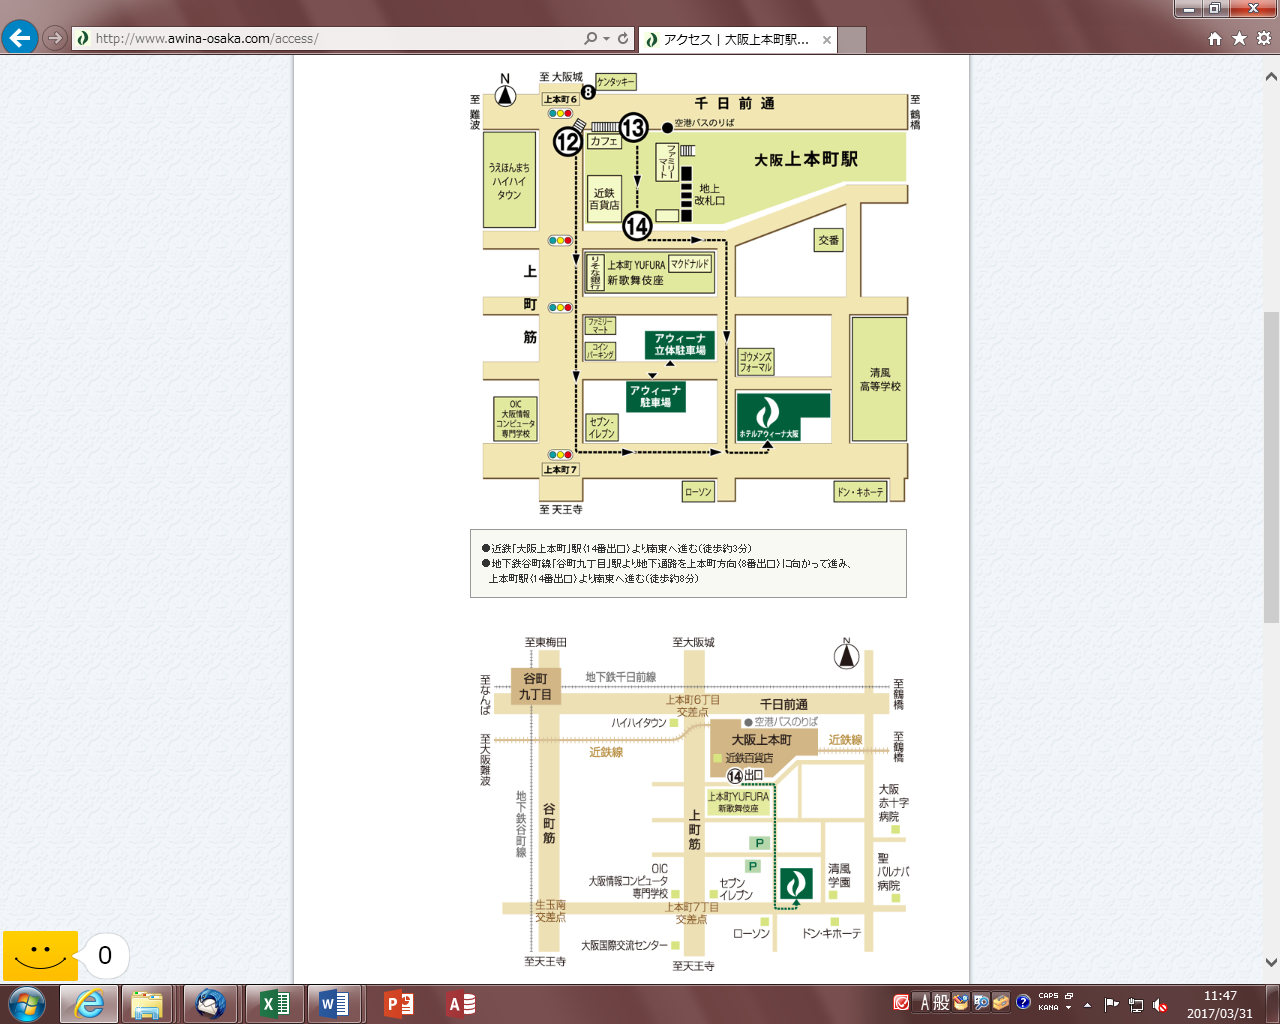 http://www.awina-osaka.com/access/
アクセス｜大阪上本町駅...
N
至 大阪城
ケンタッキー
8
上本町6
至難波
千日前通
至鶴橋
空港バスのりば
12
13
カフェ
ファミリーマート
大阪上本町駅
うえほんまち
ハイハイ
タウン
近鉄
百貨店
地上
改札口
14
交番
上町筋
りそな銀行
上本町 YUFURA
新歌舞伎座
マクドナルド
ファミリー
マート
コイン
パーキング
アウィーナ
立体駐車場
ゴウメンズ
フォーマル
清風
高等学校
アウィーナ
駐車場
OIC
大阪情報
コンピュータ
専門学校
セブン-
イレブン
ホテルアウィーナ大阪
上本町7
ローソン
ドン・キホーテ
至 天王寺
●近鉄「大阪上本町」駅{14番出口}より南東へ進む(徒歩約3分)
●地下鉄谷町線「谷町九丁目」駅より地下通路を上本町方向{8番出口}に向かって進み、
上本町駅{14番出口}より南東へ進む(徒歩約8分)
至東梅田
至大阪城
N
至なんば
谷町
九丁目
地下鉄千日前線
至鶴橋
上本町6丁目
交差点
千日前通
ハイハイタウン
空港バスのりば
至大阪難波
近鉄線
大阪上本町
近鉄百貨店
14出口
近鉄線
至鶴橋
地下鉄谷町線
谷町筋
上町筋
上本町YUFURA
新歌舞伎座
大阪
赤十字
病院
P
P
OIC
大阪情報コンピュータ
専門学校
セブン
イレブン
清風
学園
聖
バルナバ
病院
生玉南
交差点
上本町7丁目
交差点
ローソン
ドン・キホーテ
大阪国際交流センター
至天王寺
至天王寺
0
A 般
CAPS
KANA
11:47
2017/03/31